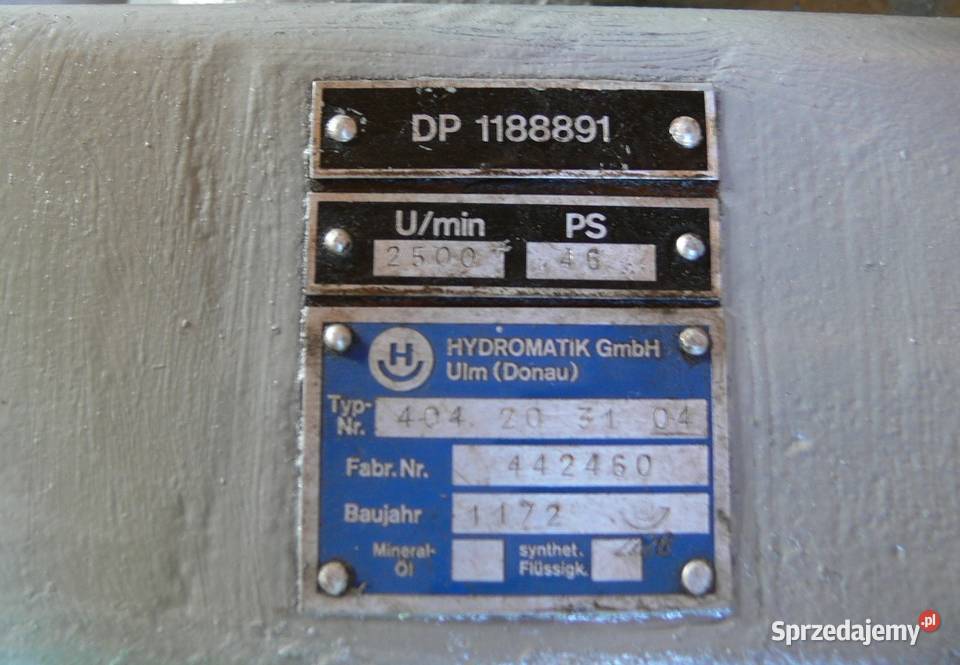 DP 1188891
U/min PS
2500 46
H HYDROMATIK GmbH
Ulm (Donau)
Typ-
Nr. 404 20 31 04
Fabr.Nr. 442460
Baujahr 1172
Mineral-
Öl
synthet.
Flüssigk.
Sprzedajemy.pl